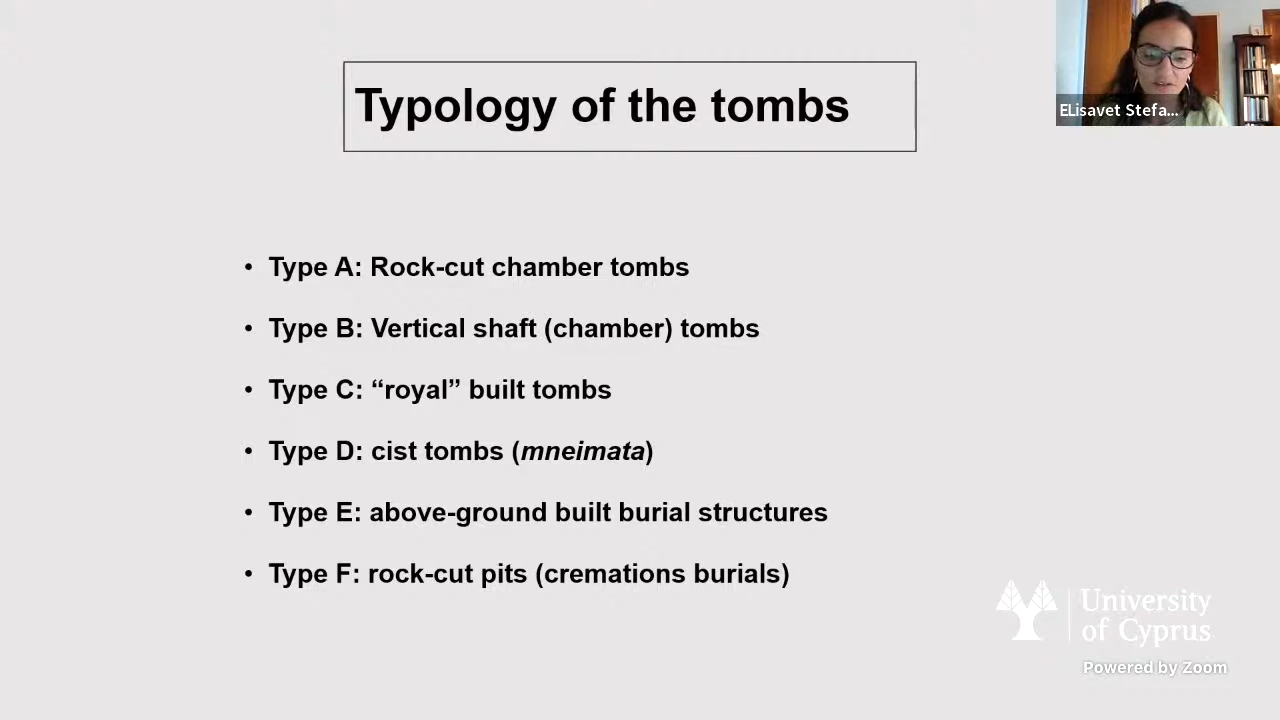 Typology of the tombs
ELisavet Stefa...
• Type A: Rock-cut chamber tombs
• Type B: Vertical shaft (chamber) tombs
• Type C: “royal” built tombs
• Type D: cist tombs (mneimata)
• Type E: above-ground built burial structures
• Type F: rock-cut pits (cremations burials)
University
of Cyprus
Powered by Zoom